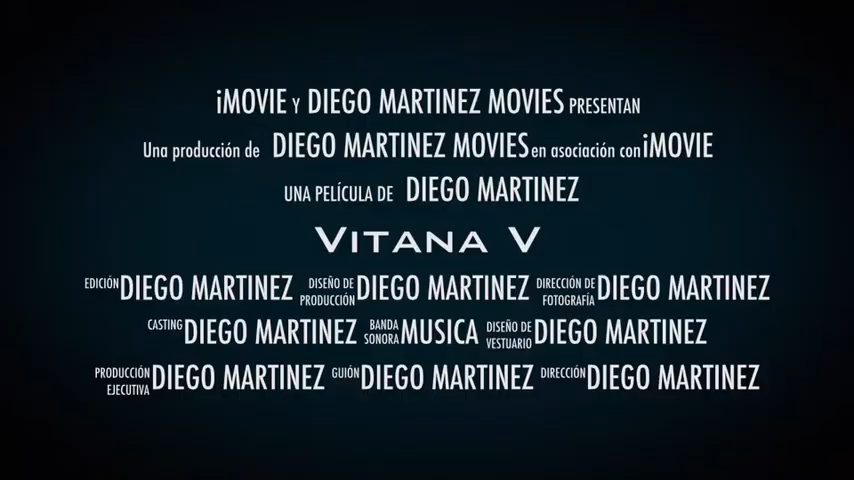 iMOVIE Y DIEGO MARTINEZ MOVIES PRESENTAN
Una producción de DIEGO MARTINEZ MOVIES en asociación con iMOVIE
UNA PELÍCULA DE DIEGO MARTINEZ
VITANA V
EDICIÓN DIEGO MARTINEZ DISEÑO DE PRODUCCIÓN DIEGO MARTINEZ DIRECCIÓN DE FOTOGRAFÍA DIEGO MARTINEZ
CASTING DIEGO MARTINEZ BANDA SONORA MUSICA DISEÑO DE VESTUARIO DIEGO MARTINEZ
PRODUCCIÓN EJECUTIVA DIEGO MARTINEZ GUIÓN DIEGO MARTINEZ DIRECCIÓN DIEGO MARTINEZ